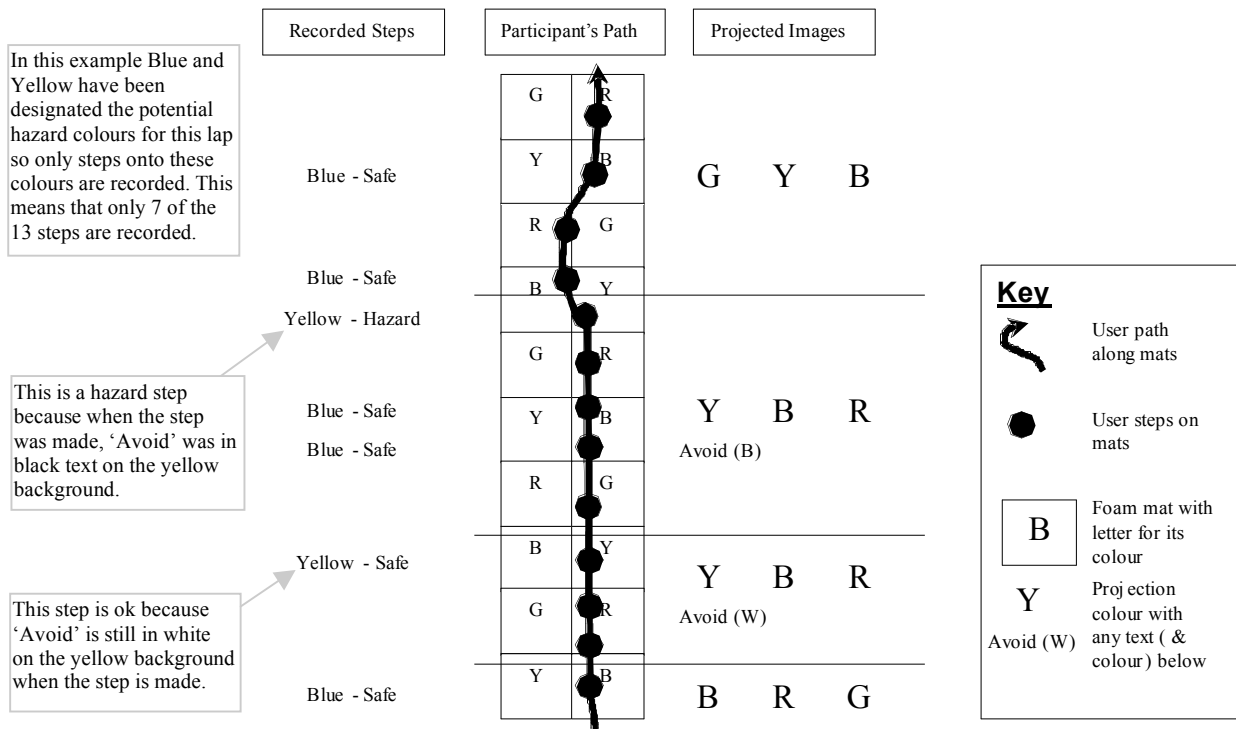 Recorded Steps
Participant's Path
Projected Images
In this example Blue and
Yellow have been
designated the potential
hazard colours for this lap
so only steps onto these
colours are recorded. This
means that only 7 of the
13 steps are recorded.
G R
Y B
Blue - Safe
G Y B
R G
Blue - Safe
B Y
Yellow - Hazard
G R
This is a hazard step
because when the step
was made, 'Avoid' was in
black text on the yellow
background.
Blue - Safe
Y B
Y B R
Blue - Safe
Avoid (B)
R G
Yellow - Safe
B Y
Y B R
Avoid (W)
This step is ok because
'Avoid' is still in white
on the yellow background
when the step is made.
G R
Y B
Blue - Safe
B R G
Key
User path
along mats
User steps on
mats
B
Foam mat with
letter for its
colour
Y
Avoid (W)
Projection
colour with
any text ( &
colour) below